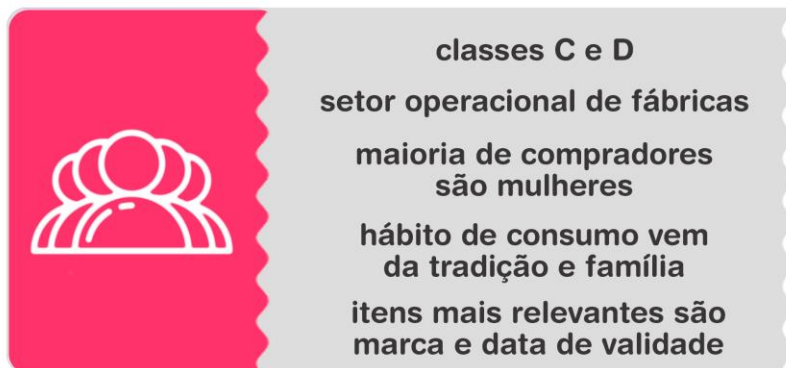 classes C e D
setor operacional de fábricas
maioria de compradores
são mulheres
hábito de consumo vem
da tradição e família
itens mais relevantes são
marca e data de validade